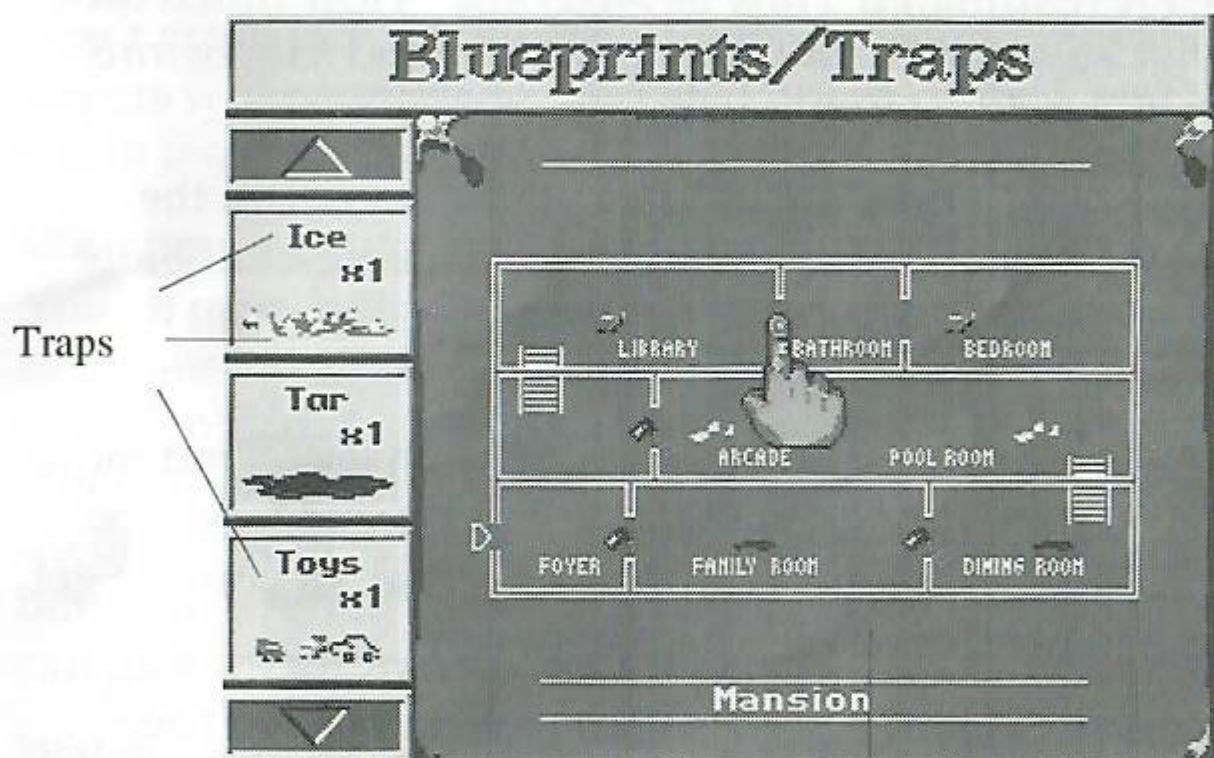 Blueprints/Traps
Traps
Ice
x1
Tar
x1
Toys
x1
LIBRARY
BATHROOM
BEDROOM
ARCADE
POOL ROOM
FOYER
FAMILY ROOM
DINING ROOM
Mansion